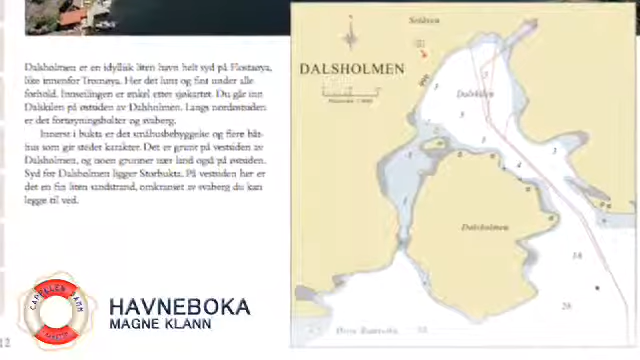 Dalsholmen er en idyllisk liten havn helt syd på Flostaøya,
like innenfor Tromøya. Her det lunt og fint under alle
forhold. Innseilingen er enkel etter sjøkartet. Du går inn
Dalskilen på østsiden av Dalsholmen. Langs nordostsiden
er det fortøyningsbolter og svaberg.
Innerst i bukta er det småhusbebyggelse og flere båt-
hus som gir stedet karakter. Det er grunt på vestsiden av
Dalsholmen, og noen grunner nær land også på østsiden.
Syd for Dalsholmen ligger Storbukta. På vestsiden her er
det en fin liten sandstrand, omkranset av svaberg du kan
legge til ved.
DALSHOLMEN
Dalskilen
Dalsholmen
CAPPELEN DAMM
HAVNEBOKA
MAGNE KLANN
12